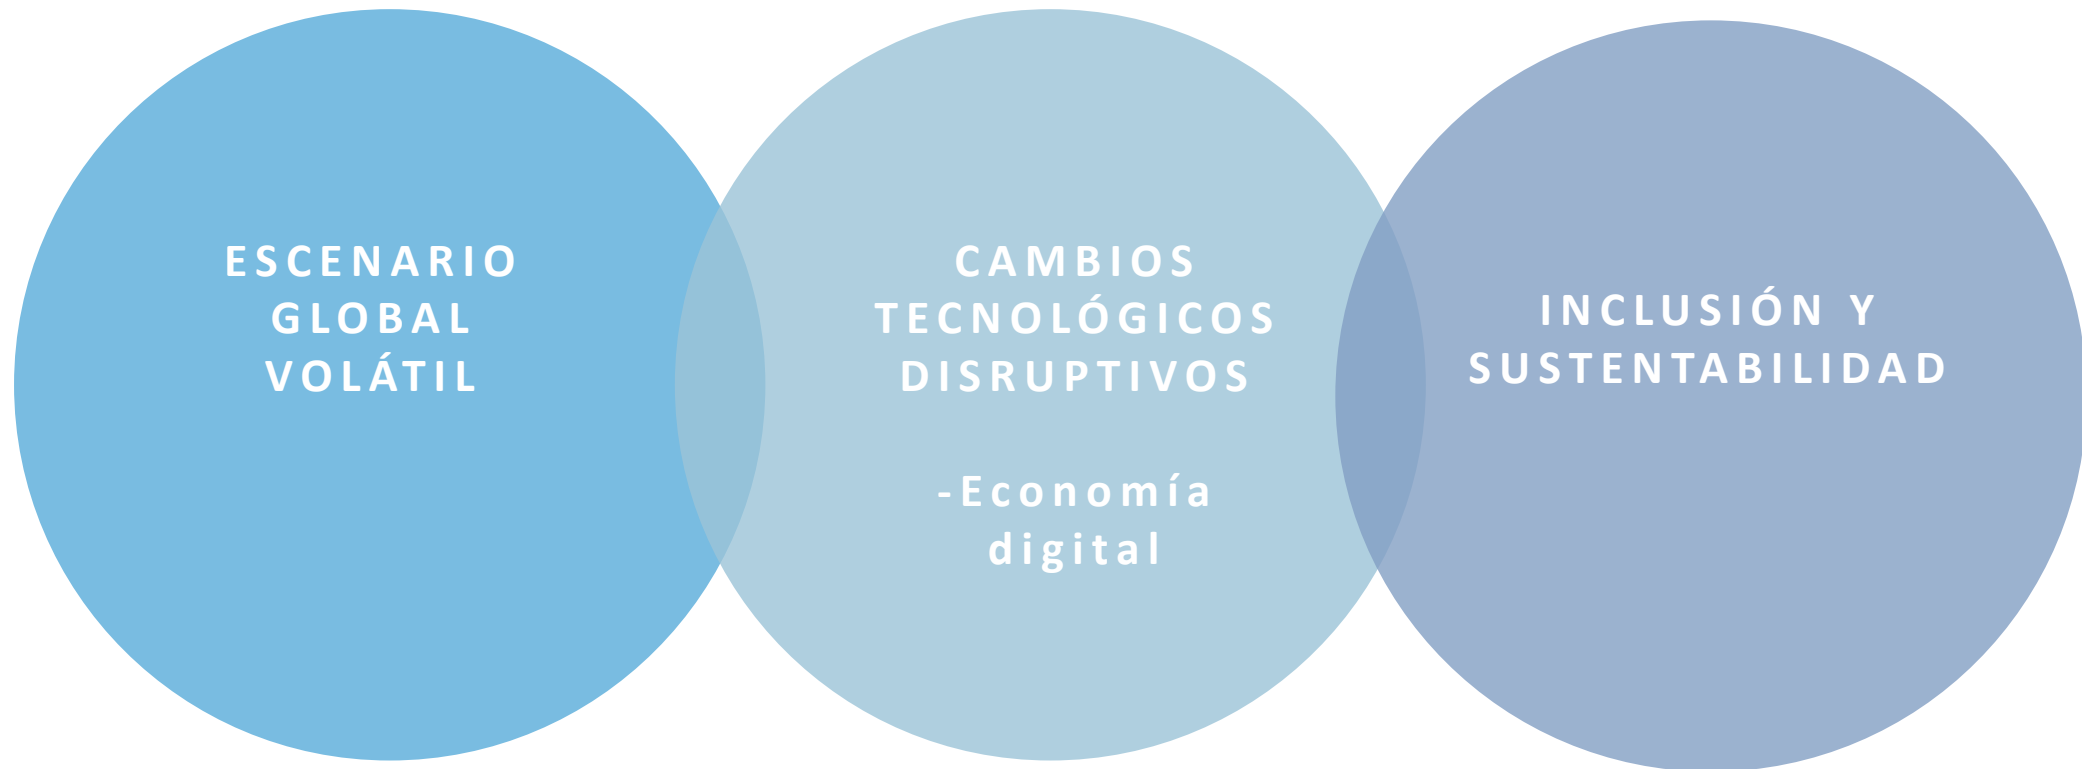 ESCENARIO
GLOBAL
VOLÁTIL
CAMBIOS
TECNOLÓGICOS
DISRUPTIVOS
-Economía
digital
INCLUSIÓN Y
SUSTENTABILIDAD